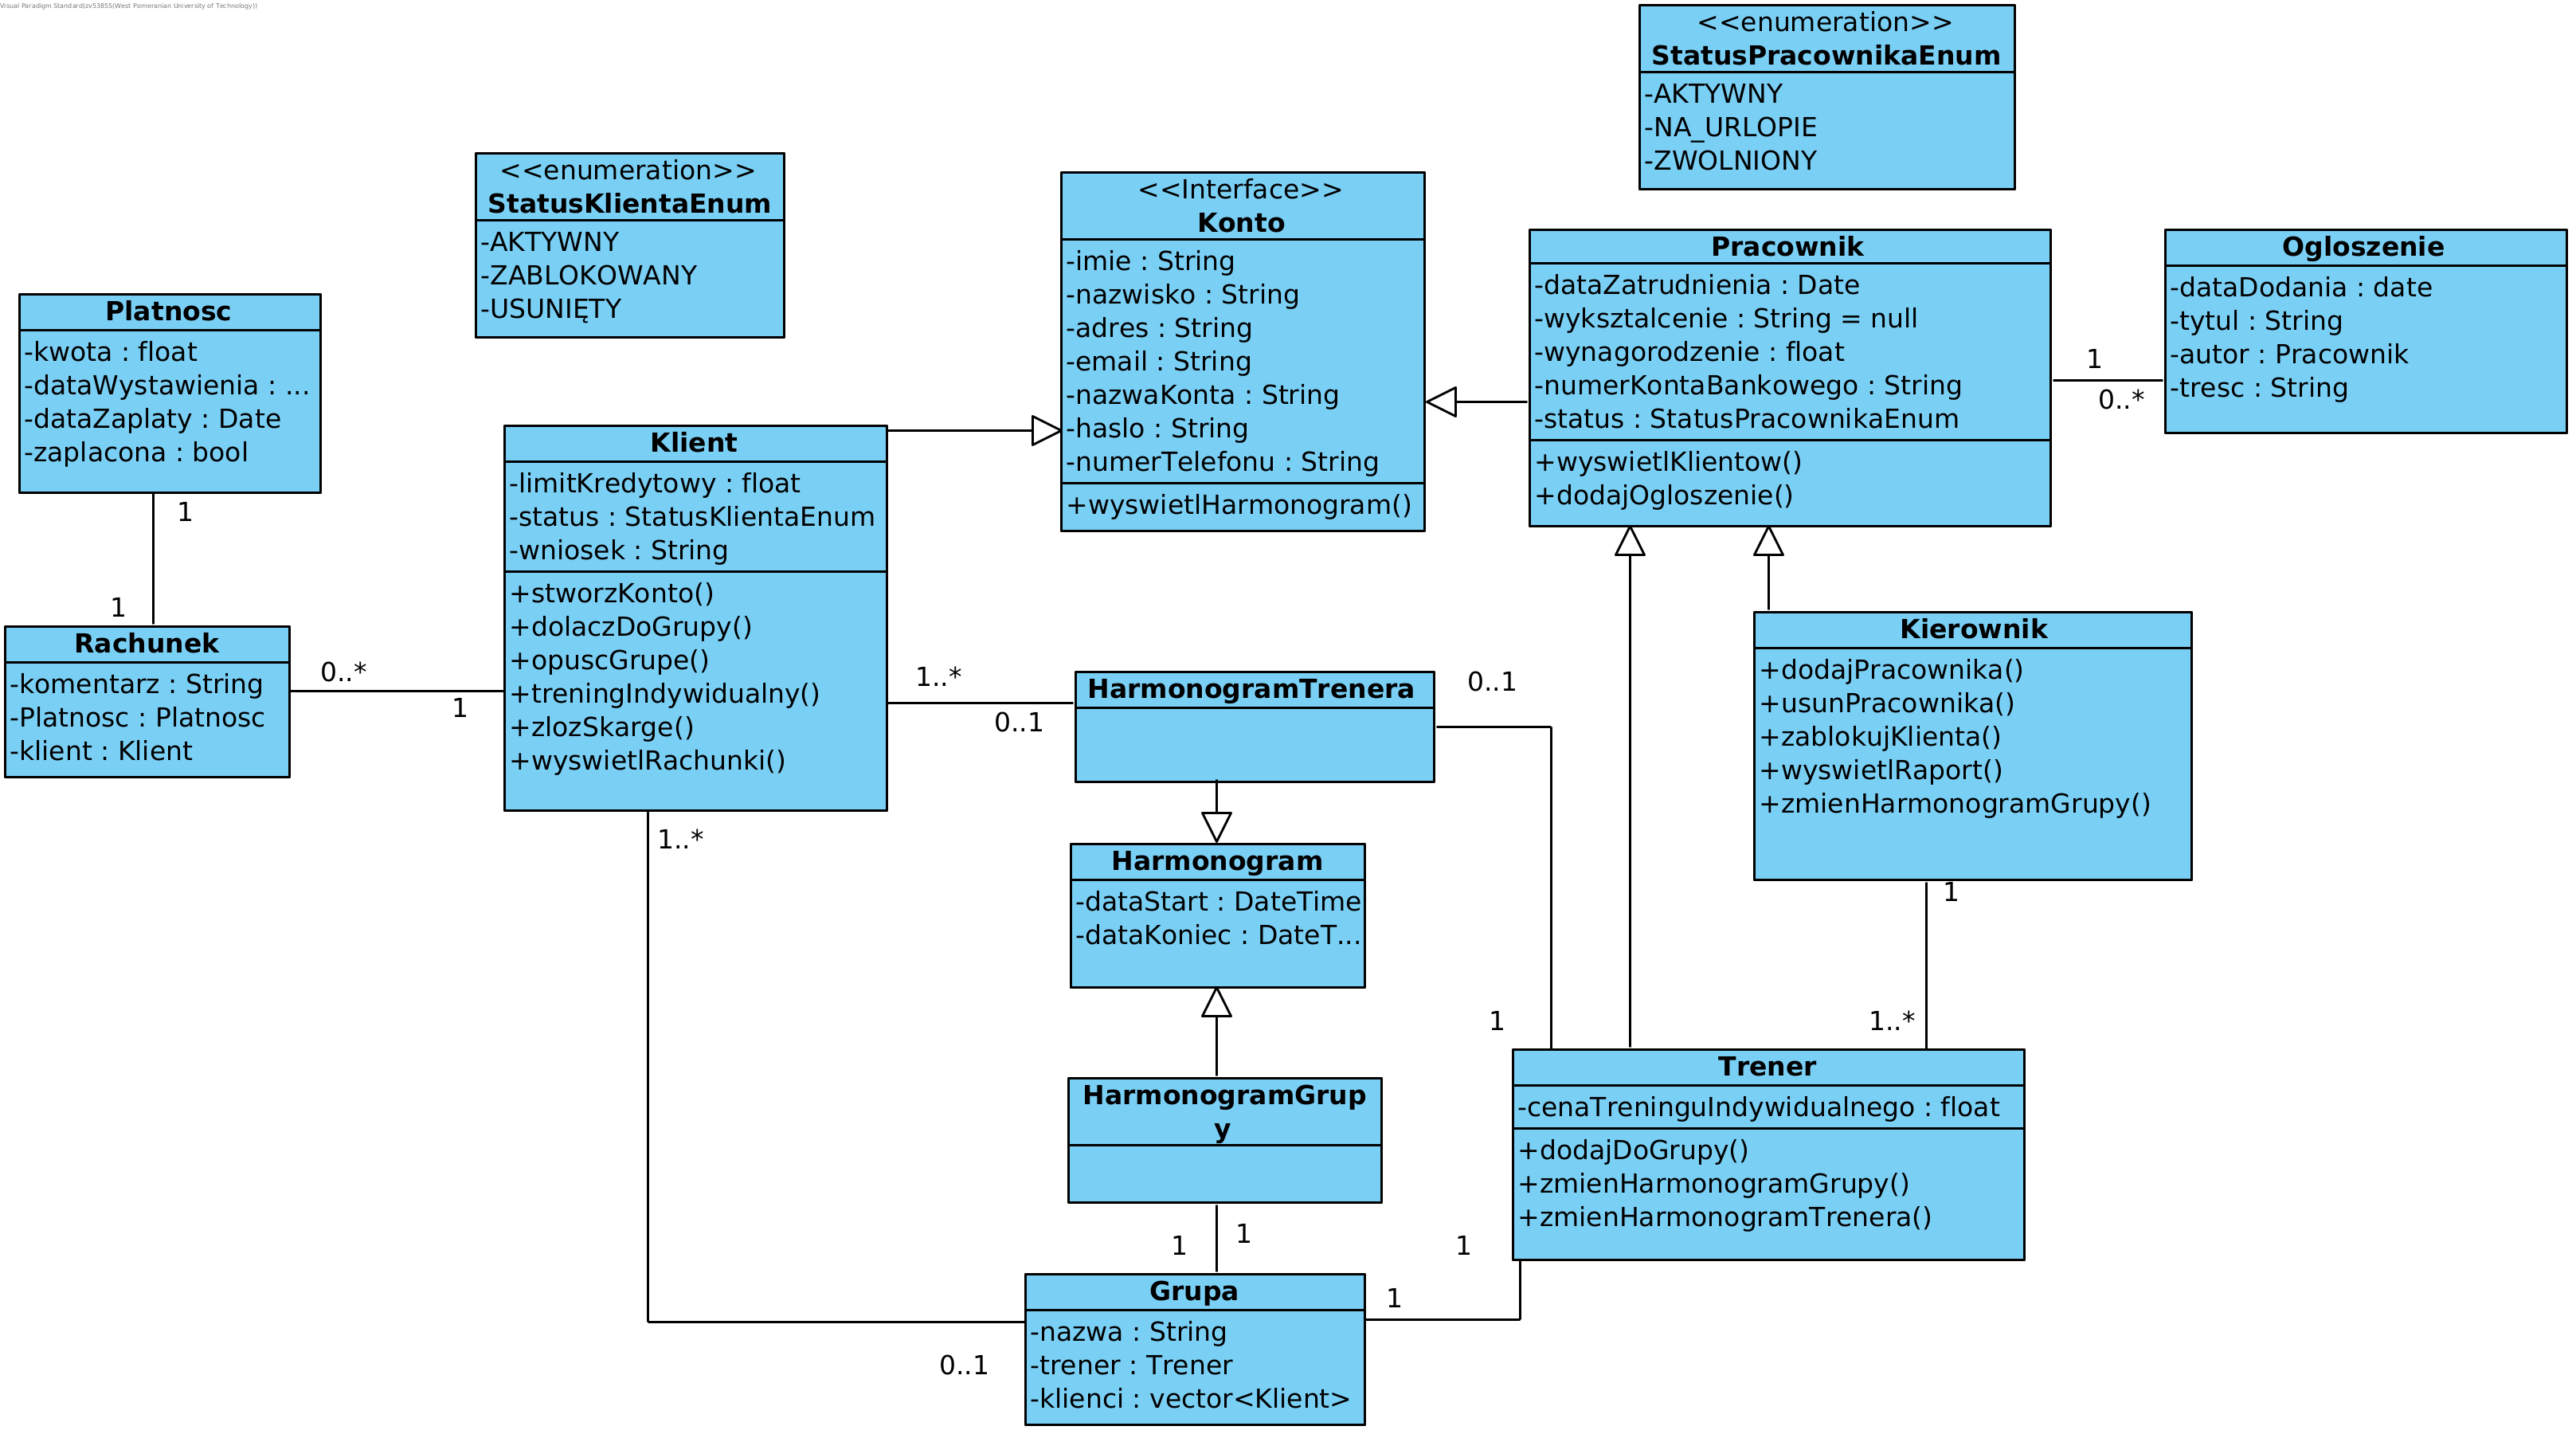 Visual Paradigm Standard(zv53855(West Pomeranian University of Technology))
<<enumeration>>
StatusPracownikaEnum
-AKTYWNY
-NA_URLOPIE
-ZWOLNIONY
<<enumeration>>
StatusKlientaEnum
-AKTYWNY
-ZABLOKOWANY
-USUNIĘTY
<<Interface>>
Konto
-imie : String
-nazwisko : String
-adres : String
-email : String
-nazwaKonta : String
-haslo : String
-numerTelefonu : String
+wyswietlHarmonogram()
Pracownik
-dataZatrudnienia : Date
-wyksztalcenie : String = null
-wynagorodzenie : float
-numerKontaBankowego : String
-status : StatusPracownikaEnum
+wyswietlKlientow()
+dodajOgloszenie()
1
0..*
Ogloszenie
-dataDodania : date
-tytul : String
-autor : Pracownik
-tresc : String
Platnosc
-kwota : float
-dataWystawienia : ...
-dataZaplaty : Date
-zaplacona : bool
1
1
Rachunek
-komentarz : String
-Platnosc : Platnosc
-klient : Klient
0..*
1
Klient
-limitKredytowy : float
-status : StatusKlientaEnum
-wniosek : String
+stworzKonto()
+dolaczDoGrupy()
+opuscGrupe()
+treningIndywidualny()
+zlozSkarge()
+wyswietlRachunki()
1..*
0..1
HarmonogramTrenera
0..1
1
Kierownik
+dodajPracownika()
+usunPracownika()
+zablokujKlienta()
+wyswietlRaport()
+zmienHarmonogramGrupy()
1
1..*
1..*
Harmonogram
-dataStart : DateTime
-dataKoniec : DateT...
HarmonogramGrup
y
1
1
Trener
-cenaTreninguIndywidualnego : float
+dodajDoGrupy()
+zmienHarmonogramGrupy()
+zmienHarmonogramTrenera()
1
1
0..1
Grupa
-nazwa : String
-trener : Trener
-klienci : vector<Klient>